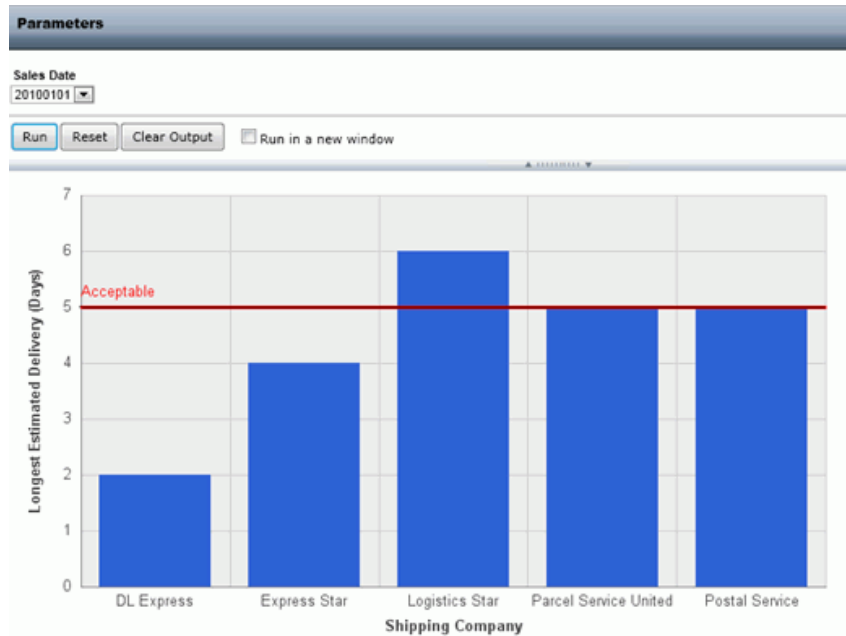 Parameters
Sales Date
20100101
Run Reset Clear Output Run in a new window
7
6
5
4
3
2
1
0
Acceptable
Longest Estimated Delivery (Days)
DL Express Express Star Logistics Star Parcel Service United Postal Service
Shipping Company